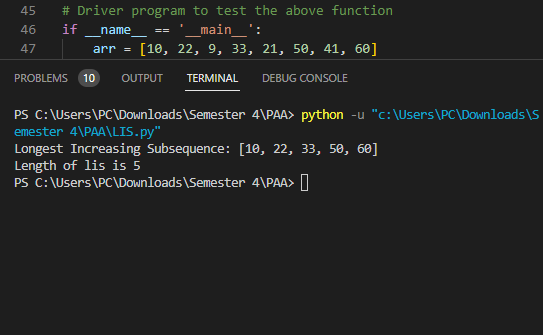 45 # Driver program to test the above function
46 if __name__ == '__main__':
47 arr = [10, 22, 9, 33, 21, 50, 41, 60]
PROBLEMS 10 OUTPUT TERMINAL DEBUG CONSOLE
PS C:\Users\PC\Downloads\Semester 4\PAA> python -u "c:\Users\PC\Downloads\S
emester 4\PAA\LIS.py"
Longest Increasing Subsequence: [10, 22, 33, 50, 60]
Length of lis is 5
PS C:\Users\PC\Downloads\Semester 4\PAA>